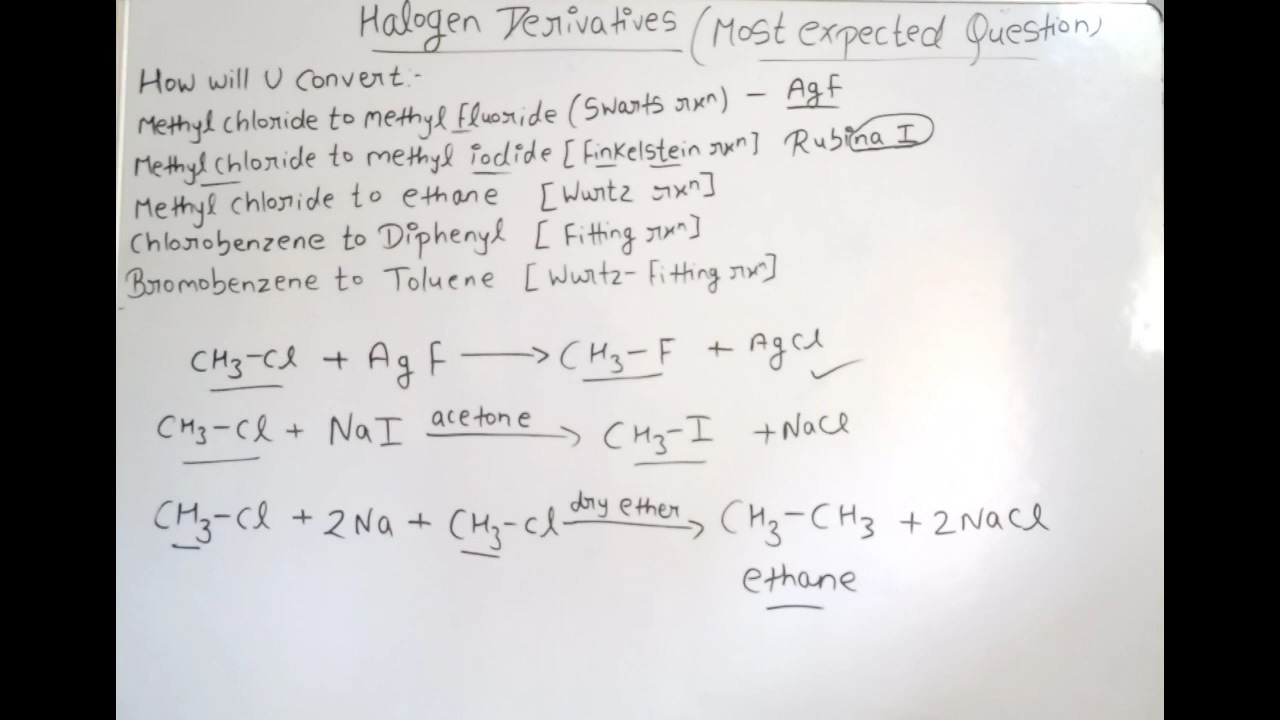 Halogen Derivatives (Most expected Question)
How will U convert:-
Methyl chloride to methyl fluoride (Swarts rxⁿ) - AgF
Methyl chloride to methyl iodide [Finkelstein rxⁿ] Rubina I
Methyl chloride to ethane [Wurtz rxⁿ]
Chlorobenzene to Diphenyl [Fitting rxⁿ]
Bromobenzene to Toluene [Wurtz-Fitting rxⁿ]
CH₃-Cl + AgF ⟶ CH₃-F + AgCl ✓
CH₃-Cl + NaI acetone⟶ CH₃-I + NaCl
CH₃-Cl + 2Na + CH₃-Cl dry ether⟶ CH₃-CH₃ + 2NaCl
ethane